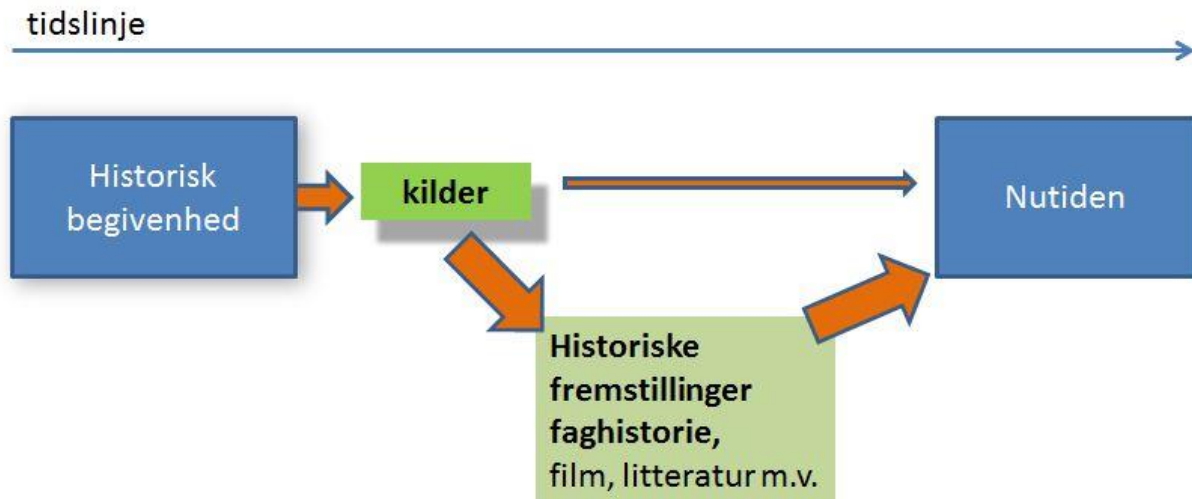 tidslinje
Historisk
begivenhed
kilder
Nutiden
Historiske
fremstillinger
faghistorie,
film, litteratur m.v.